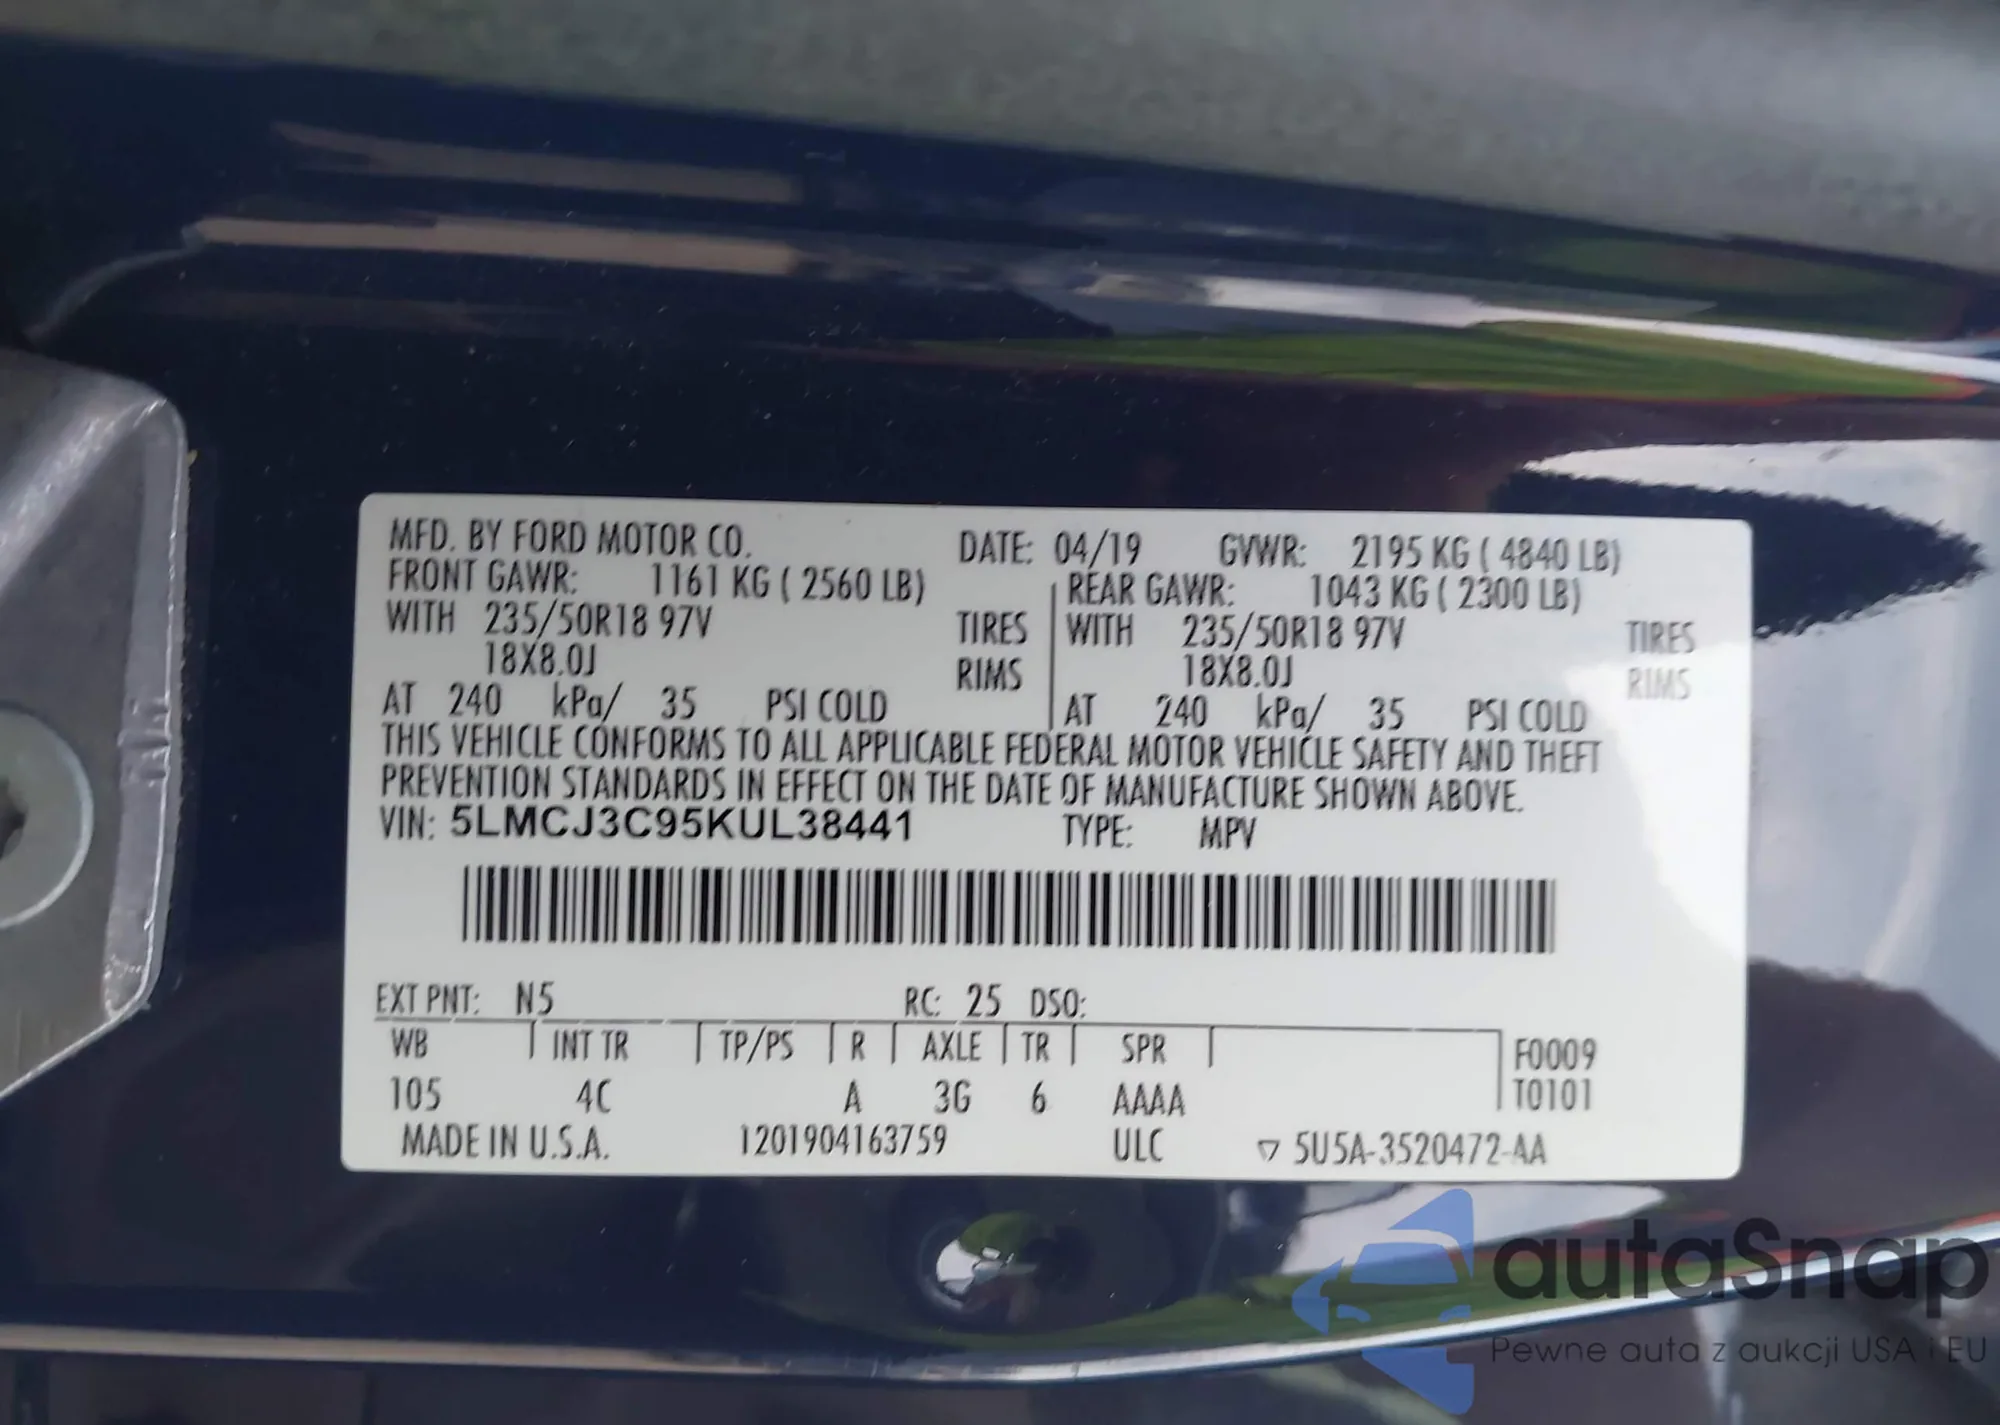 MFD. BY FORD MOTOR CO. DATE: 04/19 GVWR: 2195 KG ( 4840 LB)
FRONT GAWR: 1161 KG ( 2560 LB) REAR GAWR: 1043 KG ( 2300 LB)
WITH 235/50R18 97V TIRES WITH 235/50R18 97V TIRES
18X8.0J RIMS 18X8.0J RIMS
AT 240 kPa/ 35 PSI COLD AT 240 kPa/ 35 PSI COLD
THIS VEHICLE CONFORMS TO ALL APPLICABLE FEDERAL MOTOR VEHICLE SAFETY AND THEFT
PREVENTION STANDARDS IN EFFECT ON THE DATE OF MANUFACTURE SHOWN ABOVE.
VIN: 5LMCJ3C95KUL38441 TYPE: MPV
EXT PNT: N5 RC: 25 DSO:
WB INT TR TP/PS R AXLE TR SPR F0009
105 4C A 3G 6 AAAA T0101
MADE IN U.S.A. 1201904163759 ULC ▽ 5U5A-3520472-AA
autaSnap
Pewne auta z aukcji USA i EU